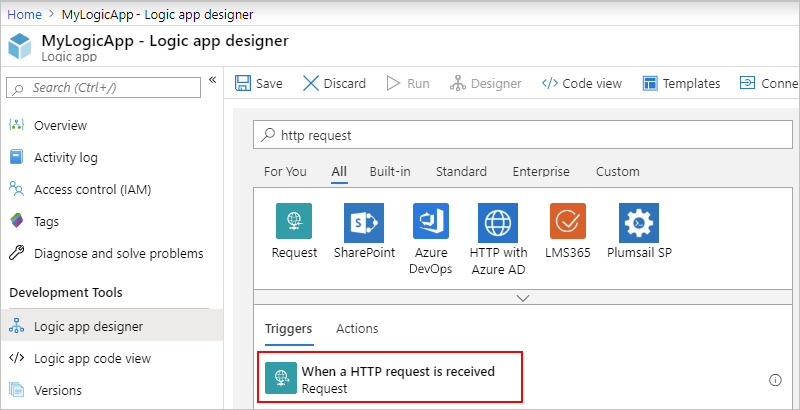 Home > MyLogicApp - Logic app designer
MyLogicApp - Logic app designer
Logic app
Search (Ctrl+/)
«
Overview
Activity log
Access control (IAM)
Tags
Diagnose and solve problems
Development Tools
Logic app designer
Logic app code view
Versions
Save
Discard
Run
Designer
Code view
Templates
Conne
http request
For You
All
Built-in
Standard
Enterprise
Custom
Request
SharePoint
Azure
DevOps
HTTP with
Azure AD
LMS365
Plumsail SP
Triggers
Actions
When a HTTP request is received
Request